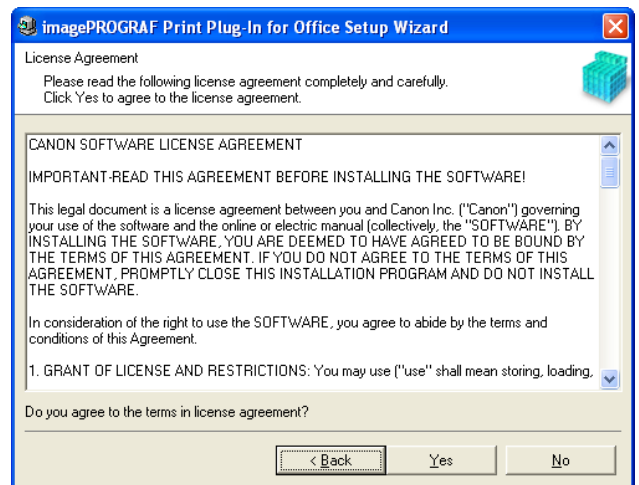 imagePROGRAF Print Plug-In for Office Setup Wizard
License Agreement
Please read the following license agreement completely and carefully.
Click Yes to agree to the license agreement.
CANON SOFTWARE LICENSE AGREEMENT
IMPORTANT-READ THIS AGREEMENT BEFORE INSTALLING THE SOFTWARE!
This legal document is a license agreement between you and Canon Inc. ("Canon") governing
your use of the software and the online or electric manual (collectively, the "SOFTWARE"). BY
INSTALLING THE SOFTWARE, YOU ARE DEEMED TO HAVE AGREED TO BE BOUND BY
THE TERMS OF THIS AGREEMENT. IF YOU DO NOT AGREE TO THE TERMS OF THIS
AGREEMENT, PROMPTLY CLOSE THIS INSTALLATION PROGRAM AND DO NOT INSTALL
THE SOFTWARE.
In consideration of the right to use the SOFTWARE, you agree to abide by the terms and
conditions of this Agreement.
1. GRANT OF LICENSE AND RESTRICTIONS: You may use ("use" shall mean storing, loading,
Do you agree to the terms in license agreement?
< Back Yes No